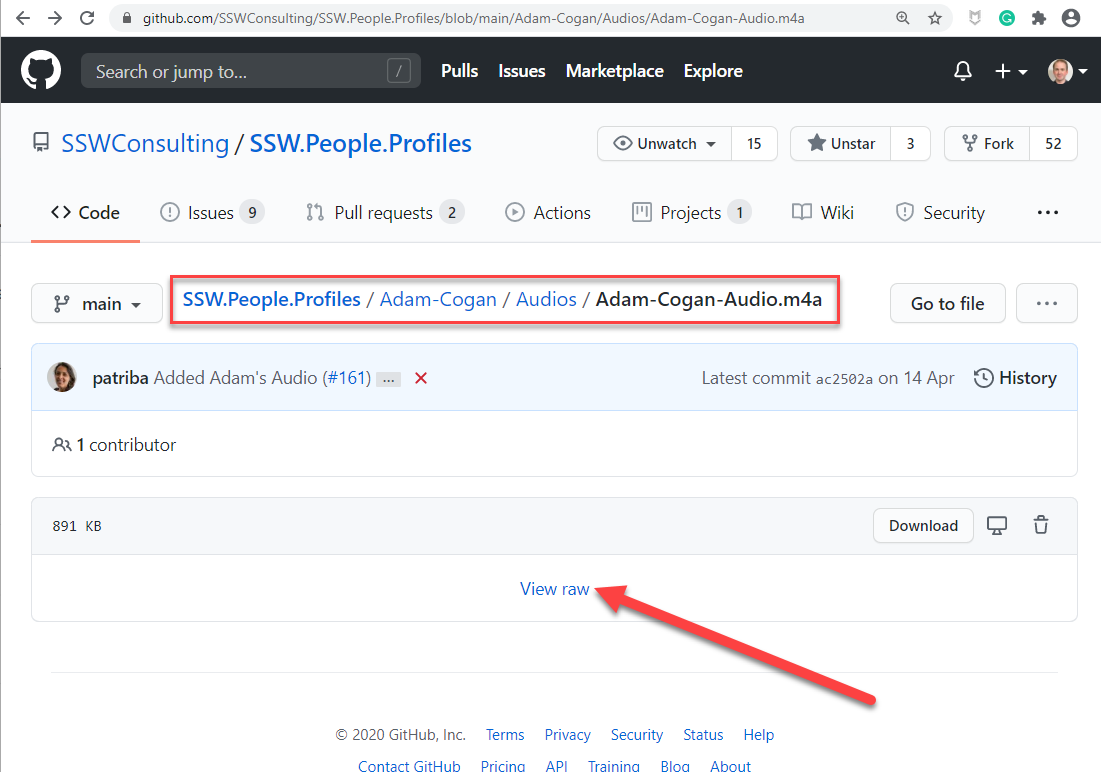 github.com/SSWConsulting/SSW.People.Profiles/blob/main/Adam-Cogan/Audios/Adam-Cogan-Audio.m4a
Search or jump to... / Pulls Issues Marketplace Explore
SSWConsulting / SSW.People.Profiles Unwatch 15 Unstar 3 Fork 52
Code Issues 9 Pull requests 2 Actions Projects 1 Wiki Security ...
main SSW.People.Profiles / Adam-Cogan / Audios / Adam-Cogan-Audio.m4a Go to file ...
patriba Added Adam's Audio (#161) ... Latest commit ac2502a on 14 Apr History
1 contributor
891 KB Download
View raw
© 2020 GitHub, Inc. Terms Privacy Security Status Help
Contact GitHub Pricing API Training Blog About